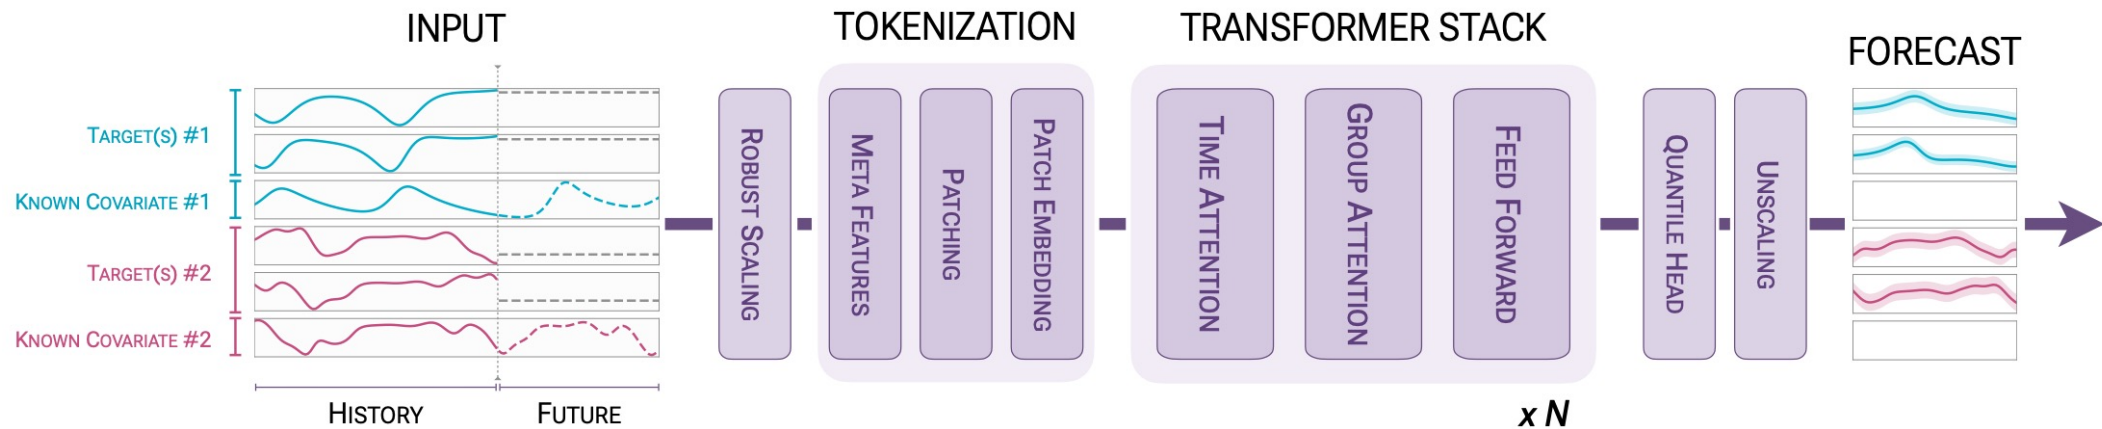 INPUT
TOKENIZATION
TRANSFORMER STACK
FORECAST
TARGET(S) #1
KNOWN COVARIATE #1
TARGET(S) #2
KNOWN COVARIATE #2
HISTORY
FUTURE
ROBUST SCALING
META FEATURES
PATCHING
PATCH EMBEDDING
TIME ATTENTION
GROUP ATTENTION
FEED FORWARD
x N
QUANTILE HEAD
UNSCALING